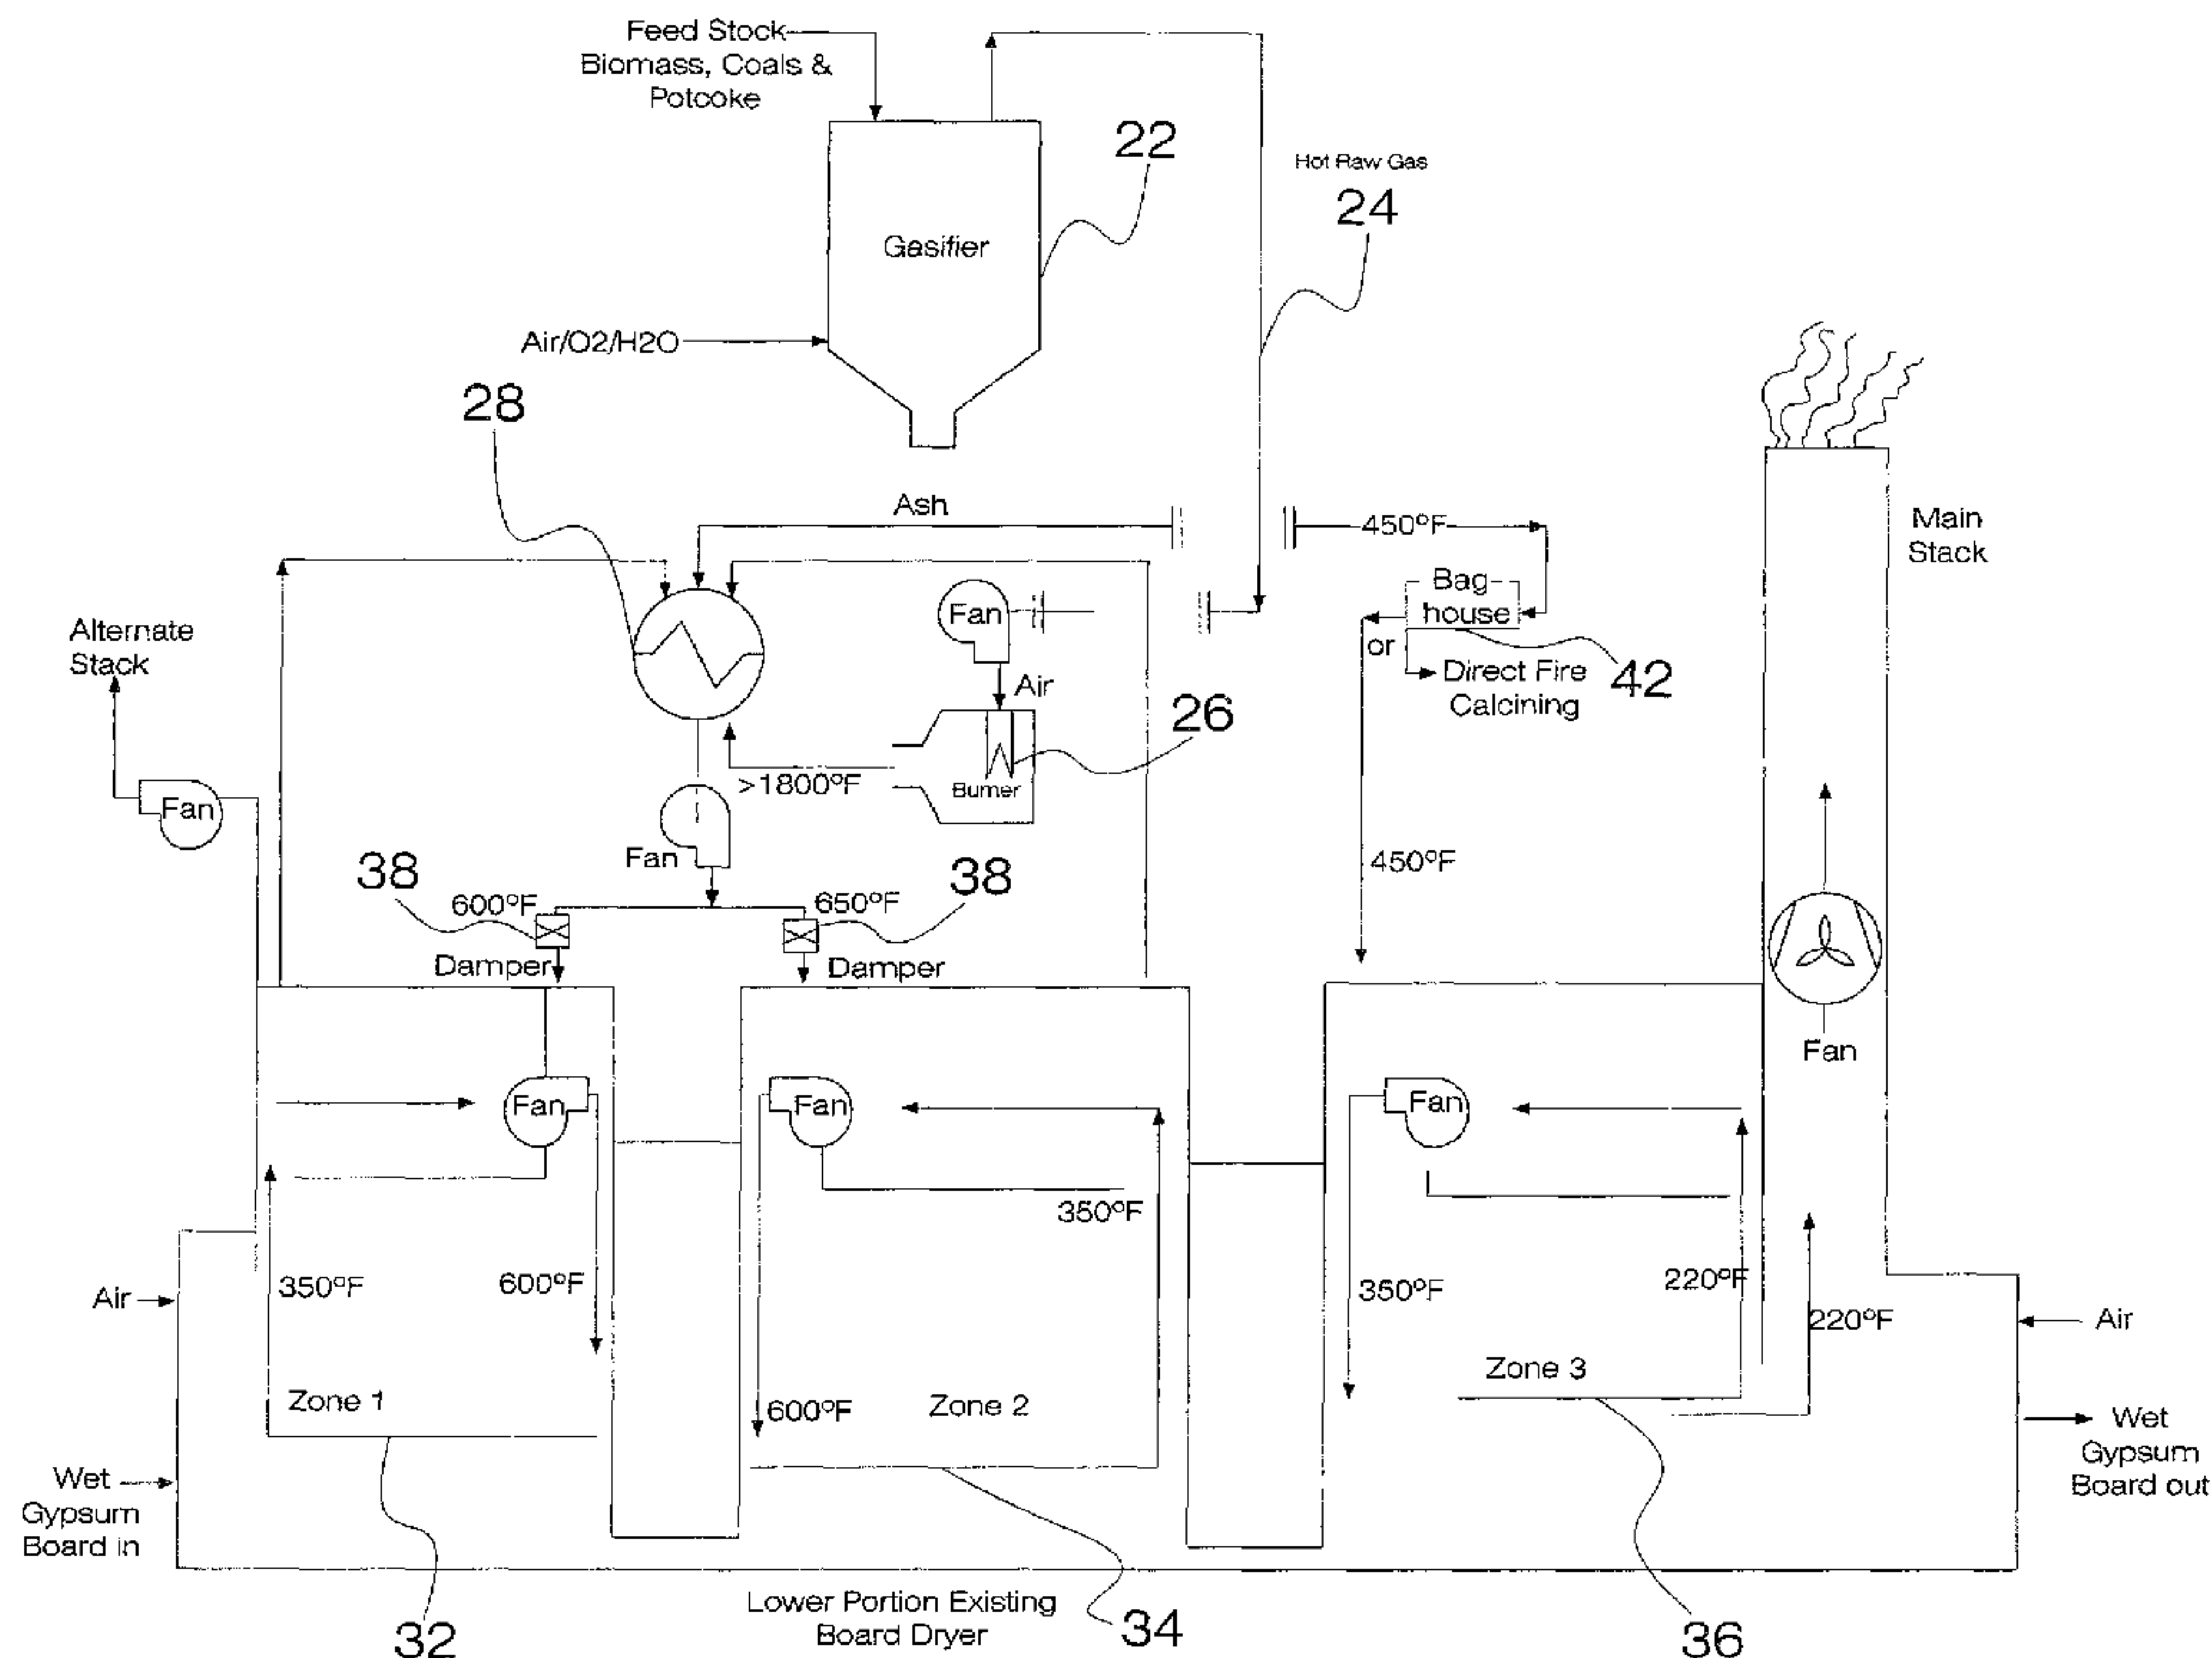 Feed Stock
Biomass, Coals &
Potcoke
22
Hot Raw Gas
24
Gasifier
Air/O2/H2O
28
Ash
450°F
Main
Stack
Bag
house
Fan
Alternate
Stack
or
Direct Fire
Calcining
42
Air
26
>1800°F
Burner
Fan
Fan
450°F
38
600°F
650°F
38
Damper
Damper
Fan
Fan
Fan
Fan
350°F
350°F
600°F
350°F
220°F
220°F
Air
Air
Zone 1
600°F
Zone 2
Zone 3
Wet
Gypsum
Board in
Wet
Gypsum
Board out
Lower Portion Existing
Board Dryer
32
34
36